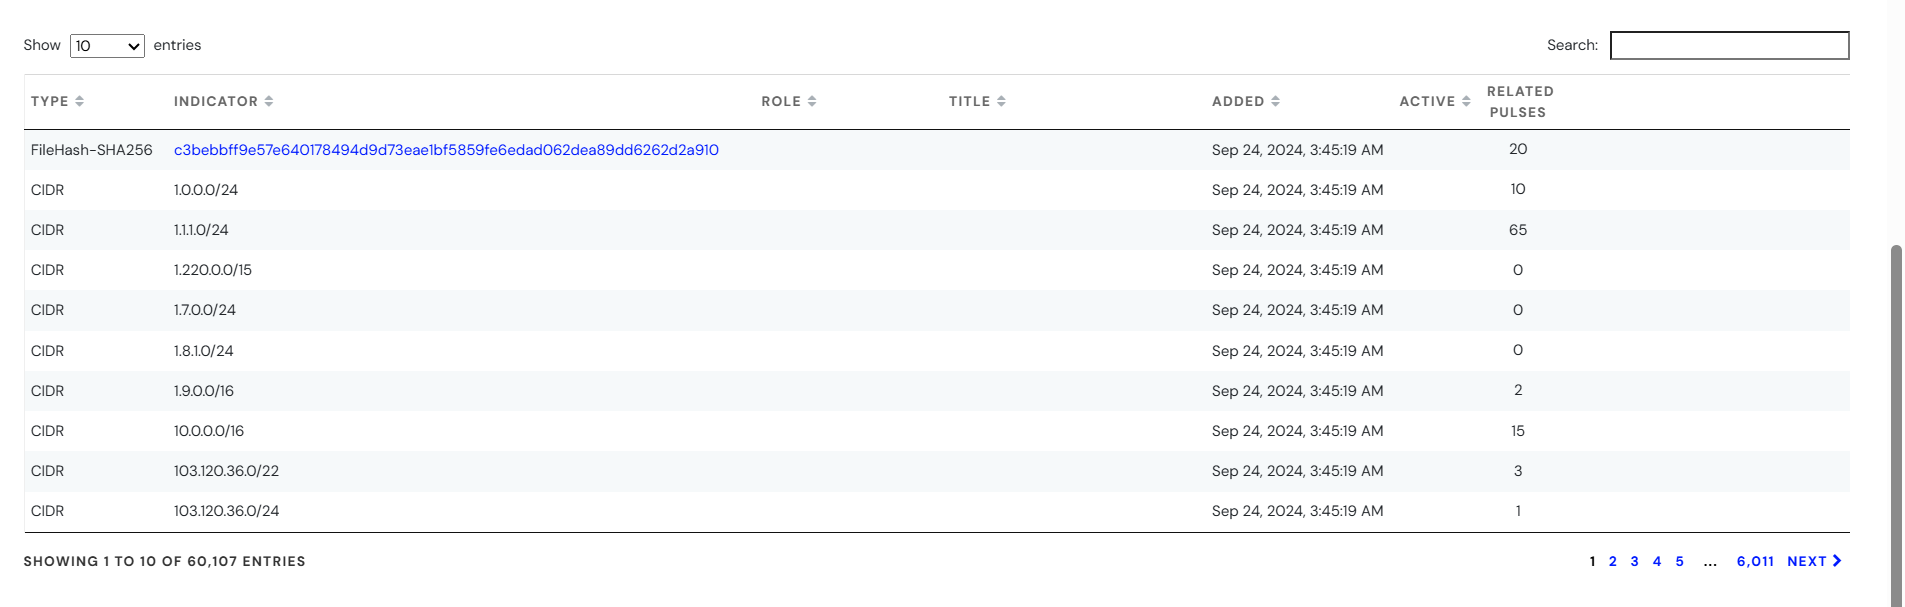 Show 10 entries Search:
TYPE INDICATOR ROLE TITLE ADDED ACTIVE RELATED PULSES
FileHash-SHA256 c3bebbff9e57e640178494d9d73eae1bf5859fe6edad062dea89dd6262d2a910 Sep 24, 2024, 3:45:19 AM 20
CIDR 1.0.0.0/24 Sep 24, 2024, 3:45:19 AM 10
CIDR 1.1.1.0/24 Sep 24, 2024, 3:45:19 AM 65
CIDR 1.220.0.0/15 Sep 24, 2024, 3:45:19 AM 0
CIDR 1.7.0.0/24 Sep 24, 2024, 3:45:19 AM 0
CIDR 1.8.1.0/24 Sep 24, 2024, 3:45:19 AM 0
CIDR 1.9.0.0/16 Sep 24, 2024, 3:45:19 AM 2
CIDR 10.0.0.0/16 Sep 24, 2024, 3:45:19 AM 15
CIDR 103.120.36.0/22 Sep 24, 2024, 3:45:19 AM 3
CIDR 103.120.36.0/24 Sep 24, 2024, 3:45:19 AM 1
SHOWING 1 TO 10 OF 60,107 ENTRIES 1 2 3 4 5 ... 6,011 NEXT